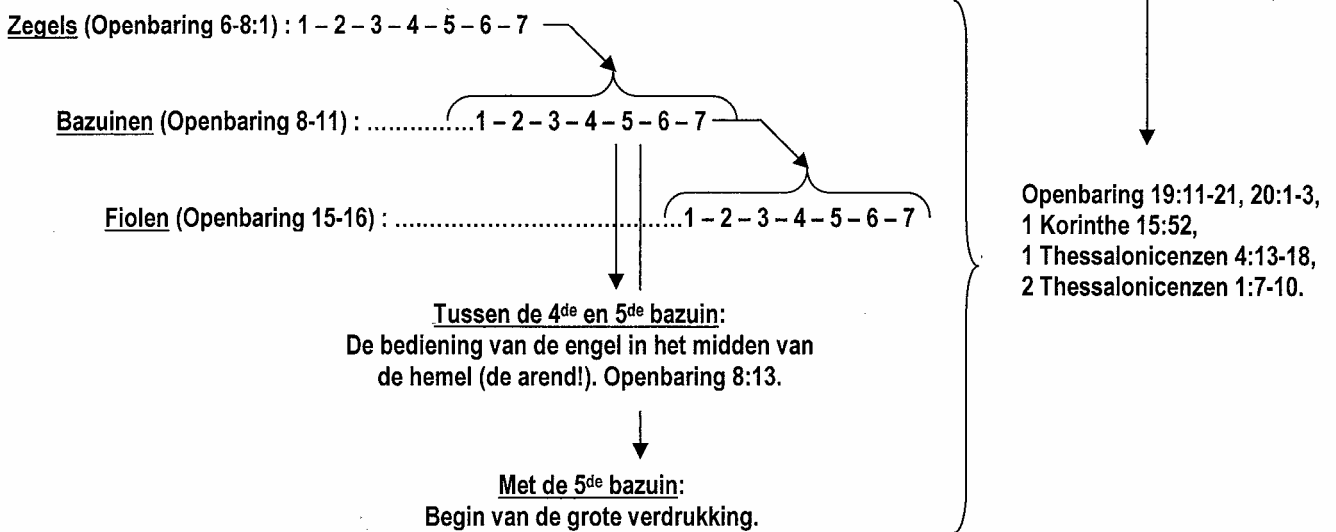 Zegels (Openbaring 6-8:1) : 1 – 2 – 3 – 4 – 5 – 6 – 7
Bazuinen (Openbaring 8-11) : ...............1 – 2 – 3 – 4 – 5 – 6 – 7
Fiolen (Openbaring 15-16) : ..........................................1 – 2 – 3 – 4 – 5 – 6 – 7
Tussen de 4de en 5de bazuin:
De bediening van de engel in het midden van
de hemel (de arend!). Openbaring 8:13.
Met de 5de bazuin:
Begin van de grote verdrukking.
Openbaring 19:11-21, 20:1-3,
1 Korinthe 15:52,
1 Thessalonicenzen 4:13-18,
2 Thessalonicenzen 1:7-10.